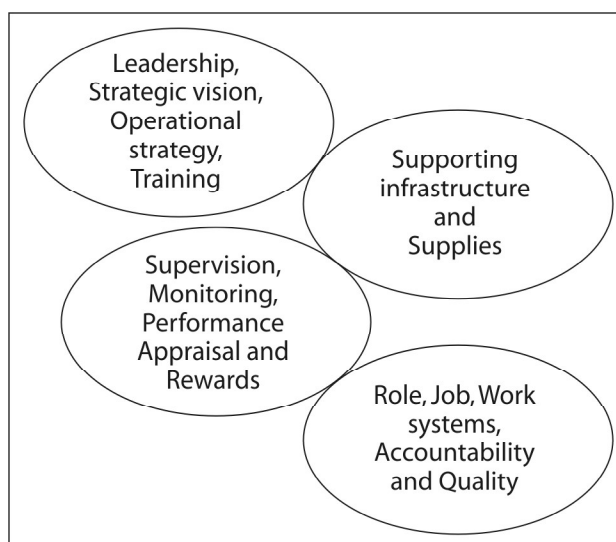 Leadership,
Strategic vision,
Operational
strategy,
Training
Supporting
infrastructure
and
Supplies
Supervision,
Monitoring,
Performance
Appraisal and
Rewards
Role, Job, Work
systems,
Accountability
and Quality